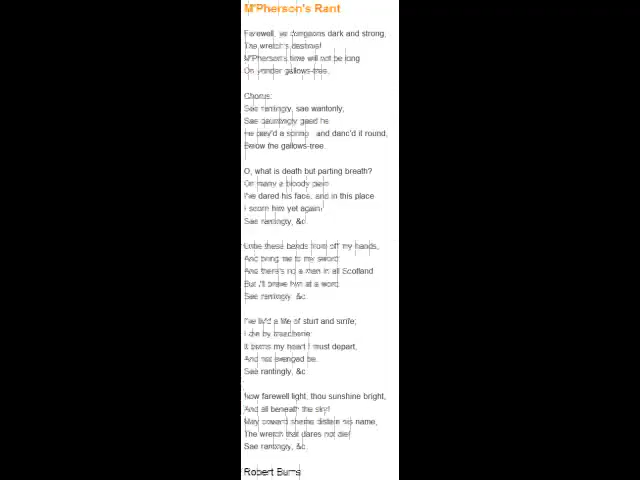 M'Pherson's Rant
Farewell, ye dungeons dark and strong,
The wretch's destinie!
M'Pherson's time will not be long
On yonder gallows-tree.
Chorus:
Sae rantingly, sae wantonly,
Sae dauntingly gaed he
He play'd a spring and danc'd it round,
Below the gallows-tree.
O, what is death but parting breath?
On many a bloody plain
I've dared his face, and in this place
I scorn him yet again!
Sae rantingly, &c.
Untie these bands from off my hands,
And bring me to my sword
And there's no a man in all Scotland
But I'll brave him at a word.
Sae rantingly, &c.
I've liv'd a life of sturt and strife;
I die by treacherie:
It burns my heart I must depart,
And not avenged be.
Sae rantingly, &c.
Now farewell light, thou sunshine bright,
And all beneath the sky!
May coward shame distain his name,
The wretch that dares not die!
Sae rantingly, &c.
Robert Burns